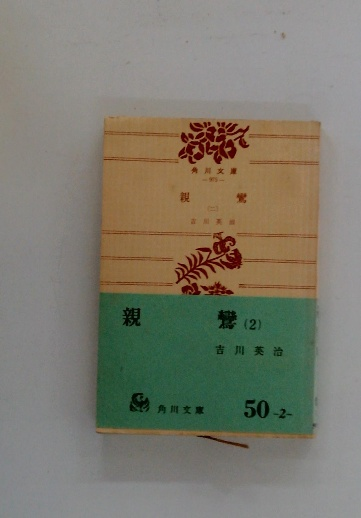 角川文庫
親鸞
(二)
吉川英治
親鸞(2)
吉川英治
角川文庫 50-2-